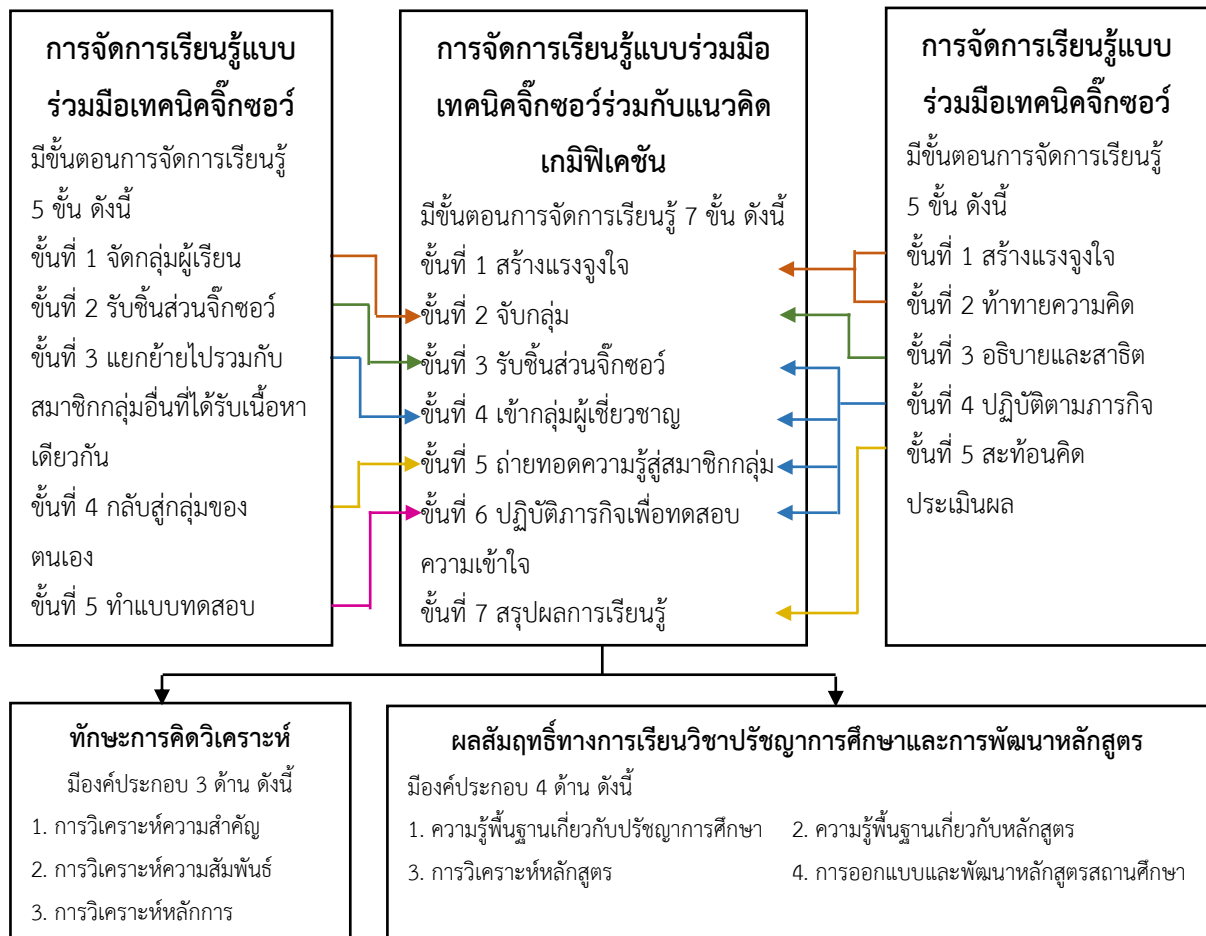 การจัดการเรียนรู้แบบ
ร่วมมือเทคนิคจิ๊กซอว์
มีขั้นตอนการจัดการเรียนรู้
5 ขั้น ดังนี้
ขั้นที่ 1 จัดกลุ่มผู้เรียน
ขั้นที่ 2 รับชิ้นส่วนจิ๊กซอว์
ขั้นที่ 3 แยกย้ายไปรวมกับ
สมาชิกกลุ่มอื่นที่ได้รับเนื้อหา
เดียวกัน
ขั้นที่ 4 กลับสู่กลุ่มของ
ตนเอง
ขั้นที่ 5 ทำแบบทดสอบ
การจัดการเรียนรู้แบบร่วมมือ
เทคนิคจิ๊กซอว์ร่วมกับแนวคิด
เกมิฟิเคชัน
มีขั้นตอนการจัดการเรียนรู้ 7 ขั้น ดังนี้
ขั้นที่ 1 สร้างแรงจูงใจ
ขั้นที่ 2 จับกลุ่ม
ขั้นที่ 3 รับชิ้นส่วนจิ๊กซอว์
ขั้นที่ 4 เข้ากลุ่มผู้เชี่ยวชาญ
ขั้นที่ 5 ถ่ายทอดความรู้สู่สมาชิกกลุ่ม
ขั้นที่ 6 ปฏิบัติภารกิจเพื่อทดสอบ
ความเข้าใจ
ขั้นที่ 7 สรุปผลการเรียนรู้
การจัดการเรียนรู้แบบ
ร่วมมือเทคนิคจิ๊กซอว์
มีขั้นตอนการจัดการเรียนรู้
5 ขั้น ดังนี้
ขั้นที่ 1 สร้างแรงจูงใจ
ขั้นที่ 2 ท้าทายความคิด
ขั้นที่ 3 อธิบายและสาธิต
ขั้นที่ 4 ปฏิบัติตามภารกิจ
ขั้นที่ 5 สะท้อนคิด
ประเมินผล
ทักษะการคิดวิเคราะห์
มีองค์ประกอบ 3 ด้าน ดังนี้
1. การวิเคราะห์ความสำคัญ
2. การวิเคราะห์ความสัมพันธ์
3. การวิเคราะห์หลักการ
ผลสัมฤทธิ์ทางการเรียนวิชาปรัชญาการศึกษาและการพัฒนาหลักสูตร
มีองค์ประกอบ 4 ด้าน ดังนี้
1. ความรู้พื้นฐานเกี่ยวกับปรัชญาการศึกษา 2. ความรู้พื้นฐานเกี่ยวกับหลักสูตร
3. การวิเคราะห์หลักสูตร 4. การออกแบบและพัฒนาหลักสูตรสถานศึกษา